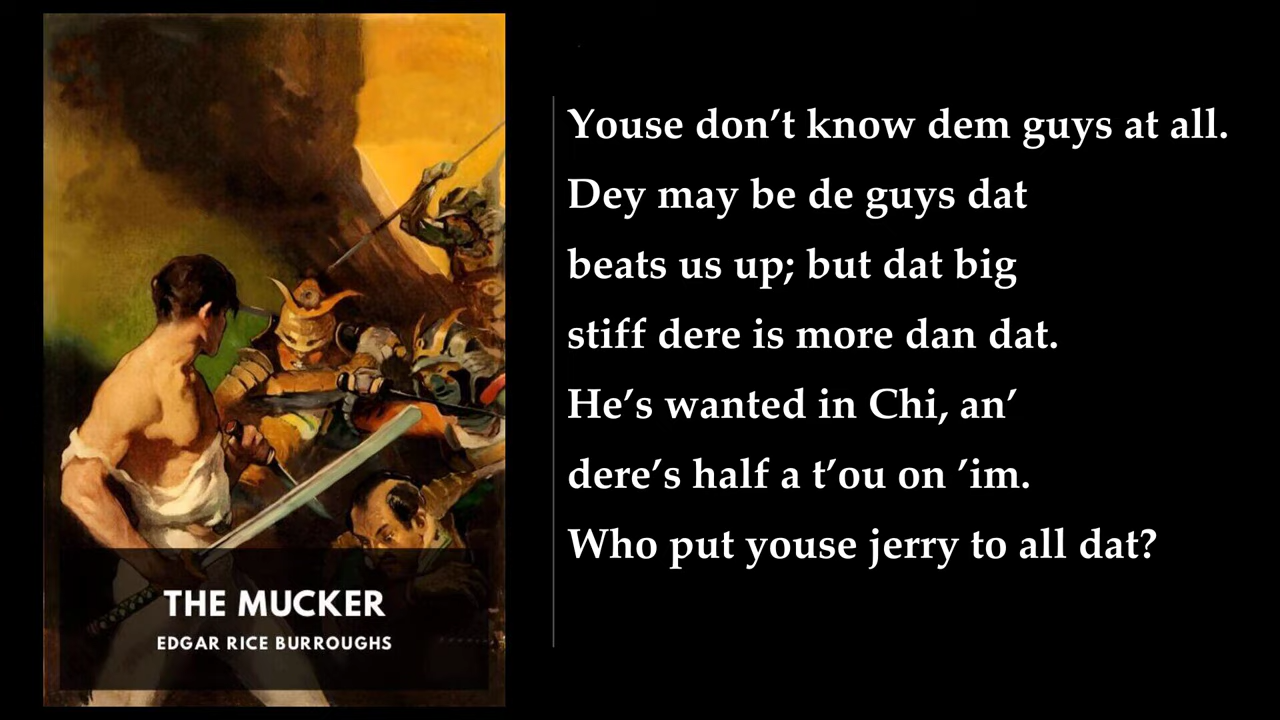 Youse don’t know dem guys at all.
Dey may be de guys dat
beats us up; but dat big
stiff dere is more dan dat.
He’s wanted in Chi, an’
dere’s half a t’ou on ’im.
Who put youse jerry to all dat?
THE MUCKER
EDGAR RICE BURROUGHS